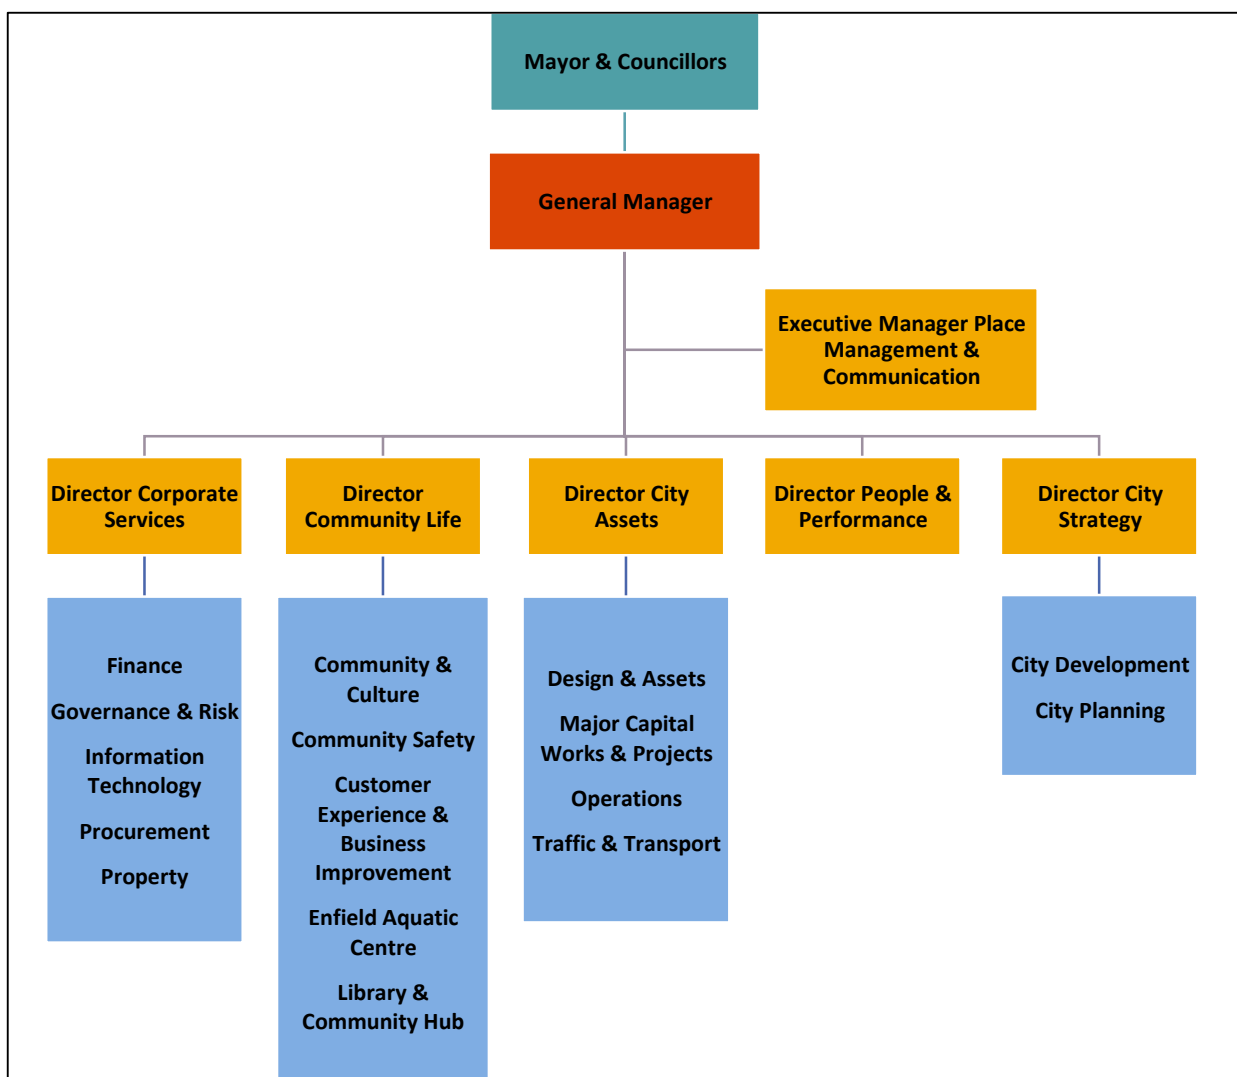 Mayor & Councillors
General Manager
Executive Manager Place
Management &
Communication
Director Corporate
Services
Director
Community Life
Director City
Assets
Director People &
Performance
Director City
Strategy
Finance
Governance & Risk
Information
Technology
Procurement
Property
Community &
Culture
Community Safety
Customer
Experience &
Business
Improvement
Enfield Aquatic
Centre
Library &
Community Hub
Design & Assets
Major Capital
Works & Projects
Operations
Traffic & Transport
City Development
City Planning